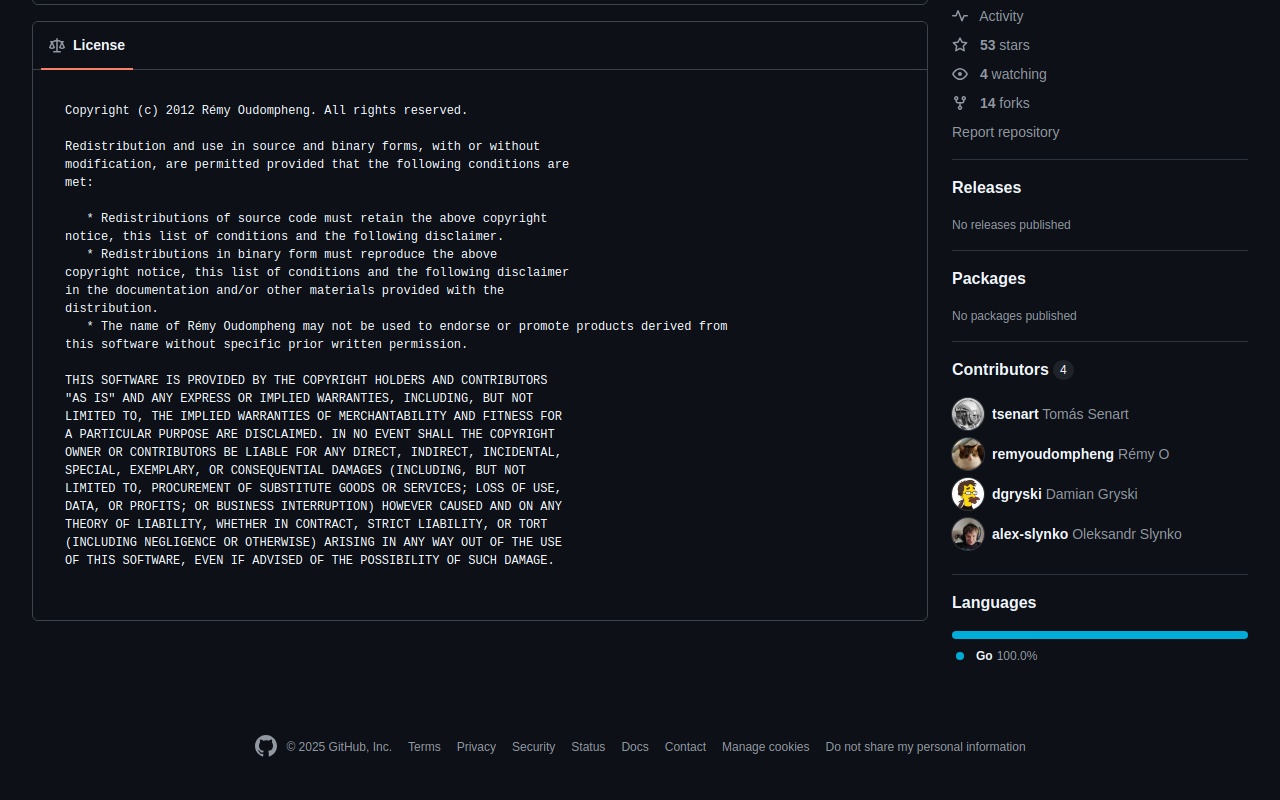 License
Copyright (c) 2012 Rémy Oudompheng. All rights reserved.
Redistribution and use in source and binary forms, with or without
modification, are permitted provided that the following conditions are
met:
* Redistributions of source code must retain the above copyright
notice, this list of conditions and the following disclaimer.
* Redistributions in binary form must reproduce the above
copyright notice, this list of conditions and the following disclaimer
in the documentation and/or other materials provided with the
distribution.
* The name of Rémy Oudompheng may not be used to endorse or promote products derived from
this software without specific prior written permission.
THIS SOFTWARE IS PROVIDED BY THE COPYRIGHT HOLDERS AND CONTRIBUTORS
"AS IS" AND ANY EXPRESS OR IMPLIED WARRANTIES, INCLUDING, BUT NOT
LIMITED TO, THE IMPLIED WARRANTIES OF MERCHANTABILITY AND FITNESS FOR
A PARTICULAR PURPOSE ARE DISCLAIMED. IN NO EVENT SHALL THE COPYRIGHT
OWNER OR CONTRIBUTORS BE LIABLE FOR ANY DIRECT, INDIRECT, INCIDENTAL,
SPECIAL, EXEMPLARY, OR CONSEQUENTIAL DAMAGES (INCLUDING, BUT NOT
LIMITED TO, PROCUREMENT OF SUBSTITUTE GOODS OR SERVICES; LOSS OF USE,
DATA, OR PROFITS; OR BUSINESS INTERRUPTION) HOWEVER CAUSED AND ON ANY
THEORY OF LIABILITY, WHETHER IN CONTRACT, STRICT LIABILITY, OR TORT
(INCLUDING NEGLIGENCE OR OTHERWISE) ARISING IN ANY WAY OUT OF THE USE
OF THIS SOFTWARE, EVEN IF ADVISED OF THE POSSIBILITY OF SUCH DAMAGE.
Activity
53 stars
4 watching
14 forks
Report repository
Releases
No releases published
Packages
No packages published
Contributors 4
tsenart Tomás Senart
remyoudompheng Rémy O
dgryski Damian Gryski
alex-slynko Oleksandr Slynko
Languages
Go 100.0%
© 2025 GitHub, Inc. Terms Privacy Security Status Docs Contact Manage cookies Do not share my personal information